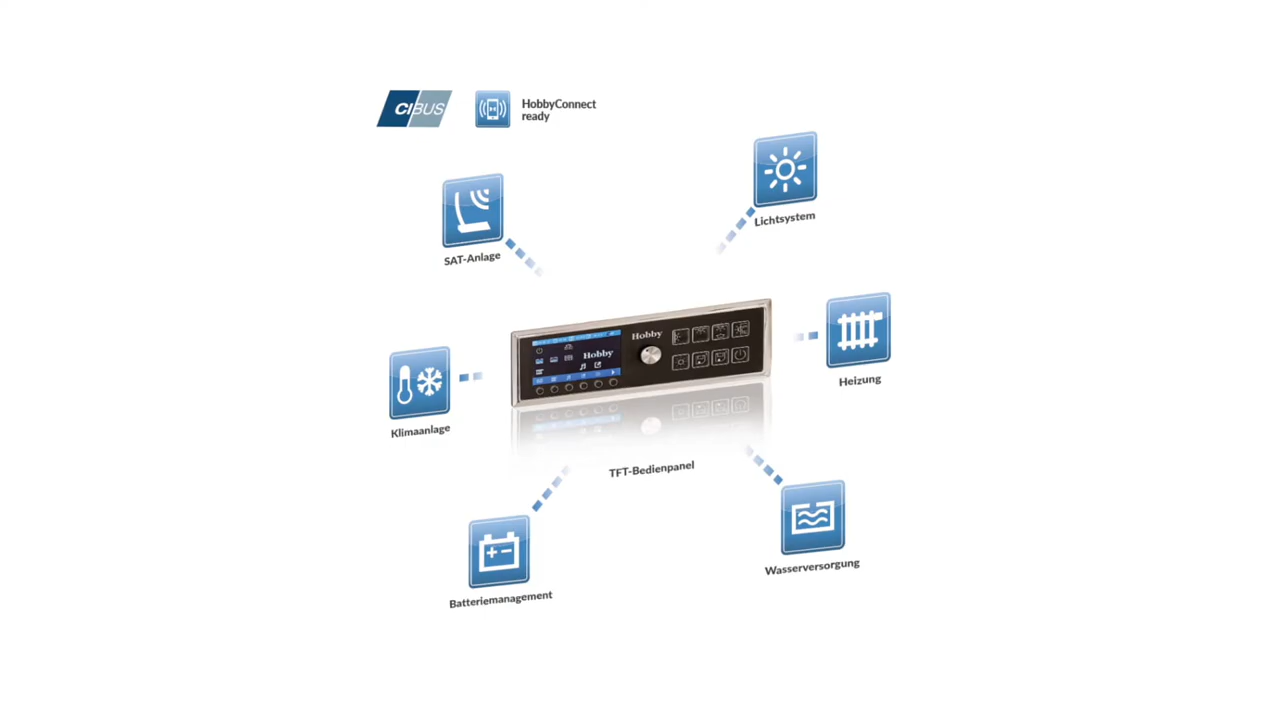 CIBUS
HobbyConnect
ready
Lichtsystem
SAT-Anlage
Hobby
Hobby
Heizung
Klimaanlage
TFT-Bedienpanel
Wasserversorgung
Batteriemanagement